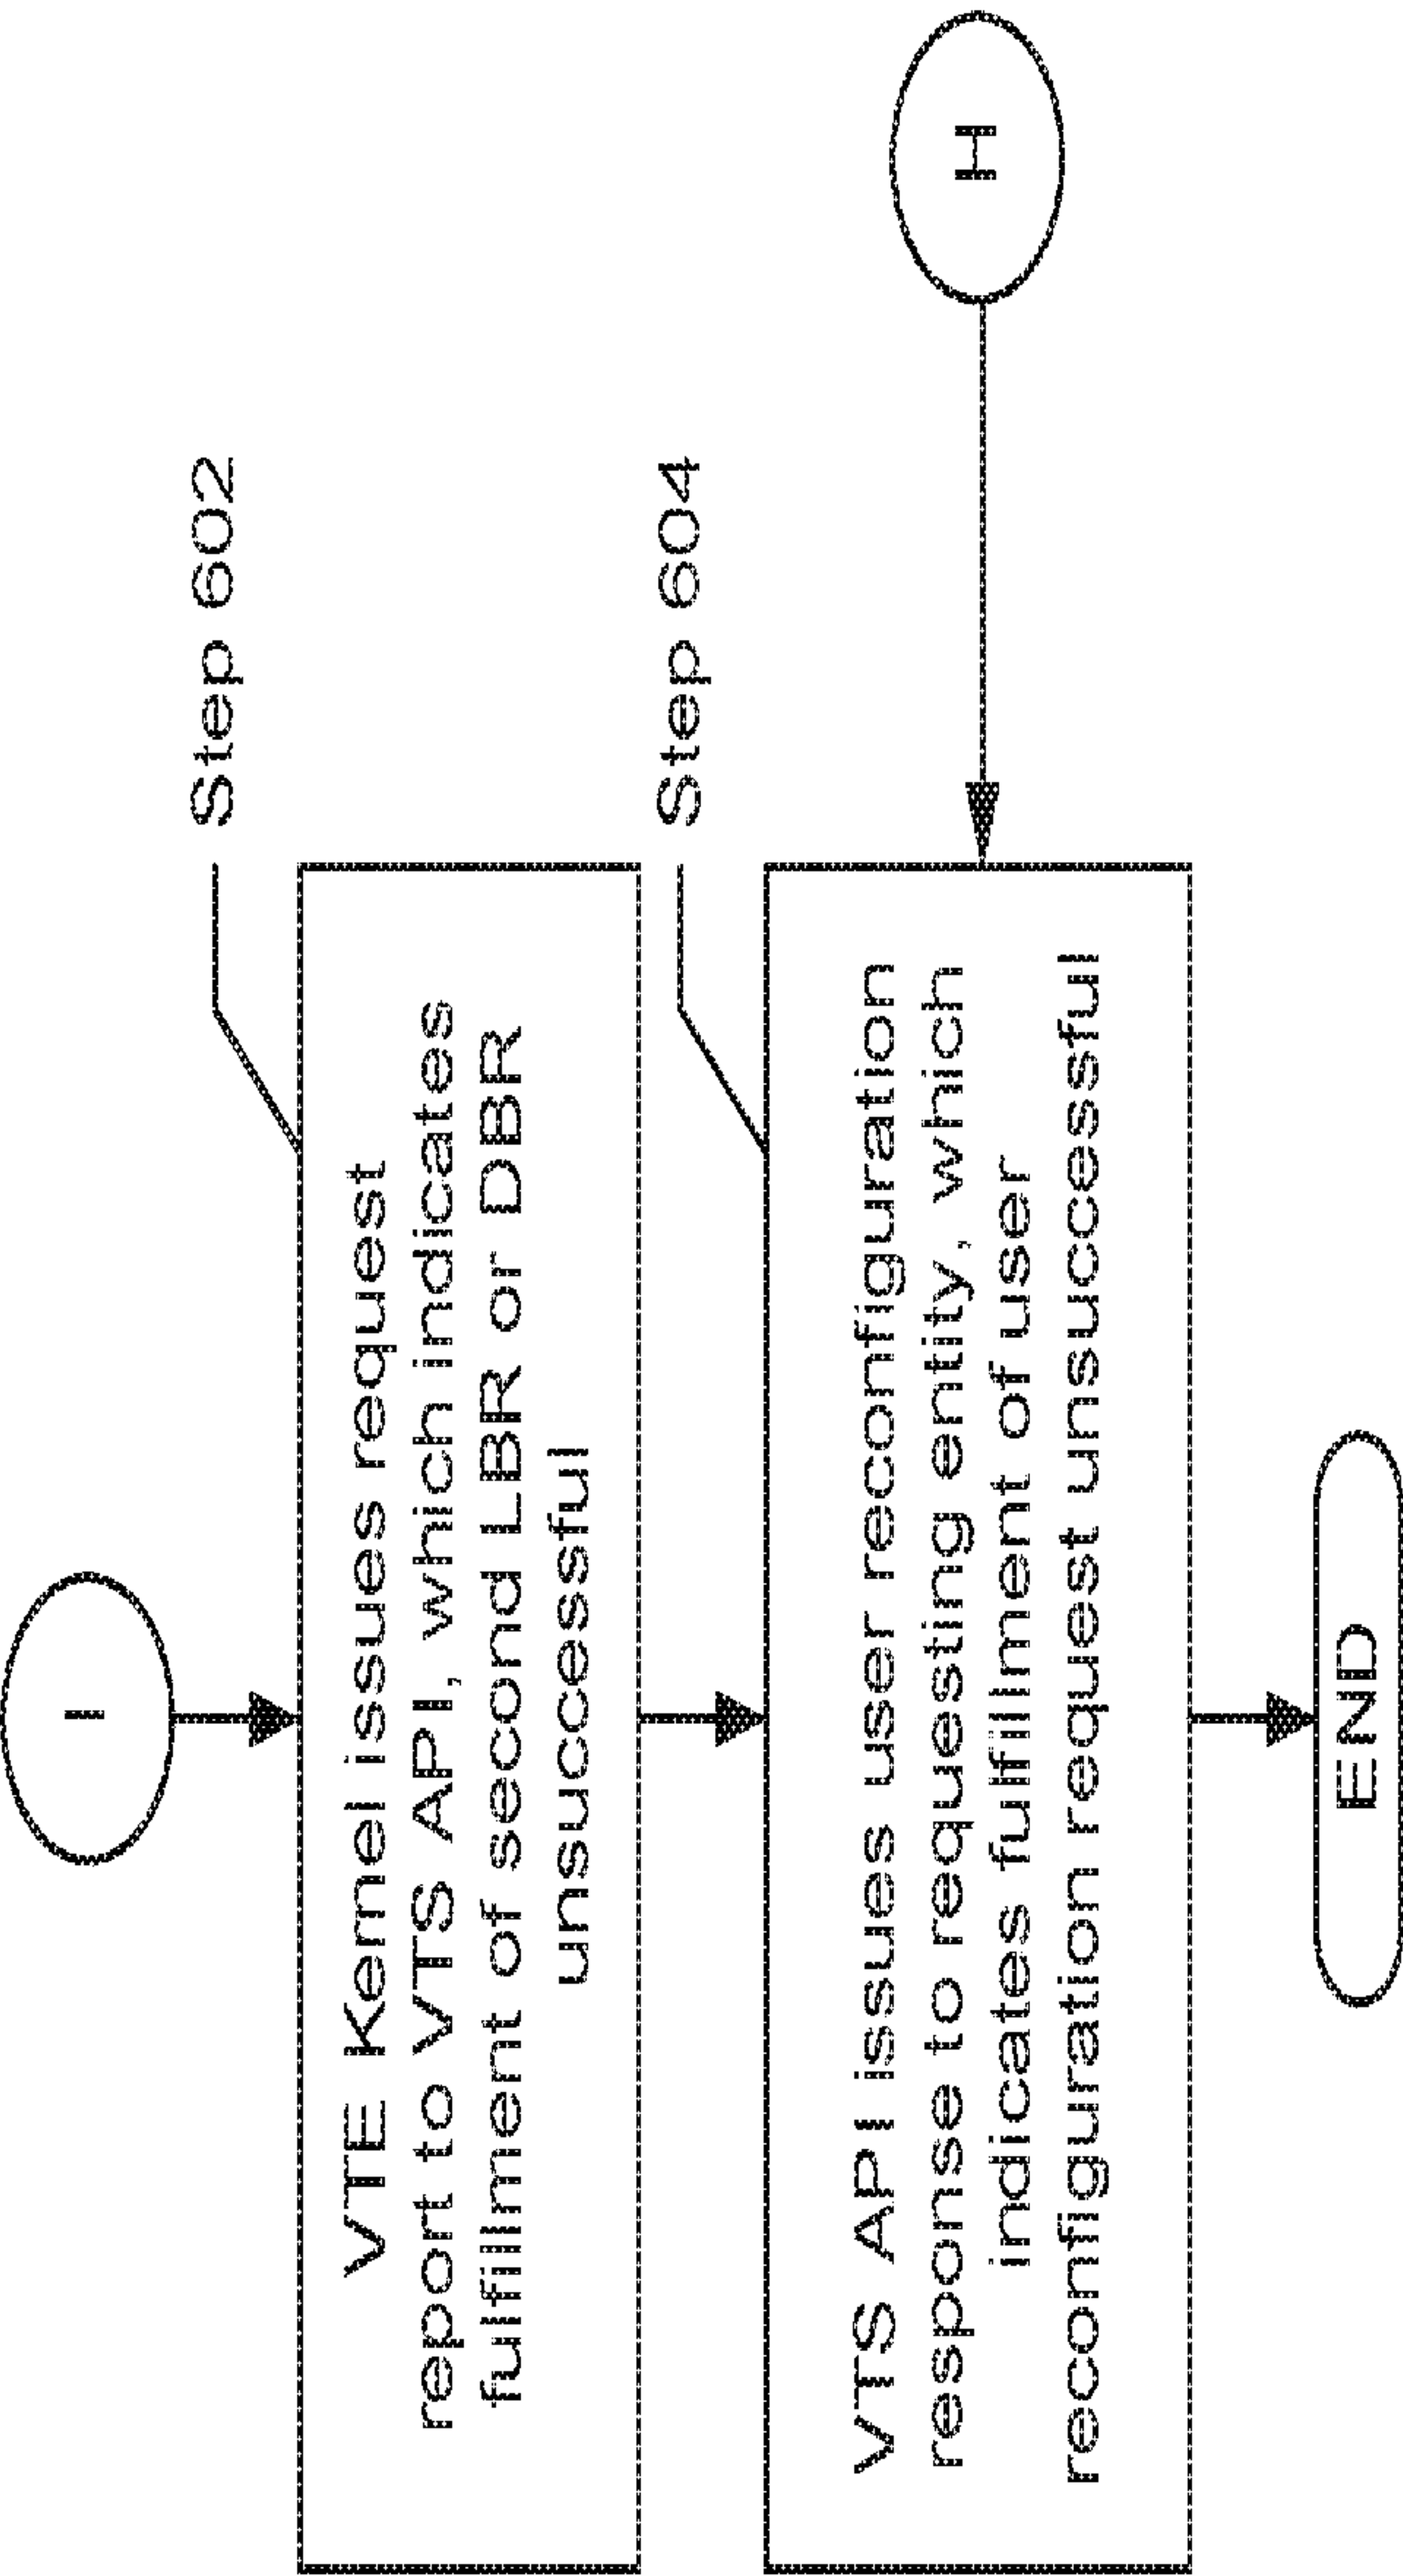 I
Step 602
VTE Kernel issues request
report to VTS API, which indicates
fulfillment of second LBR or DBR
unsuccessful
Step 604
VTS API issues user reconfiguration
response to requesting entity, which
indicates fulfillment of user
reconfiguration request unsuccessful
H
END